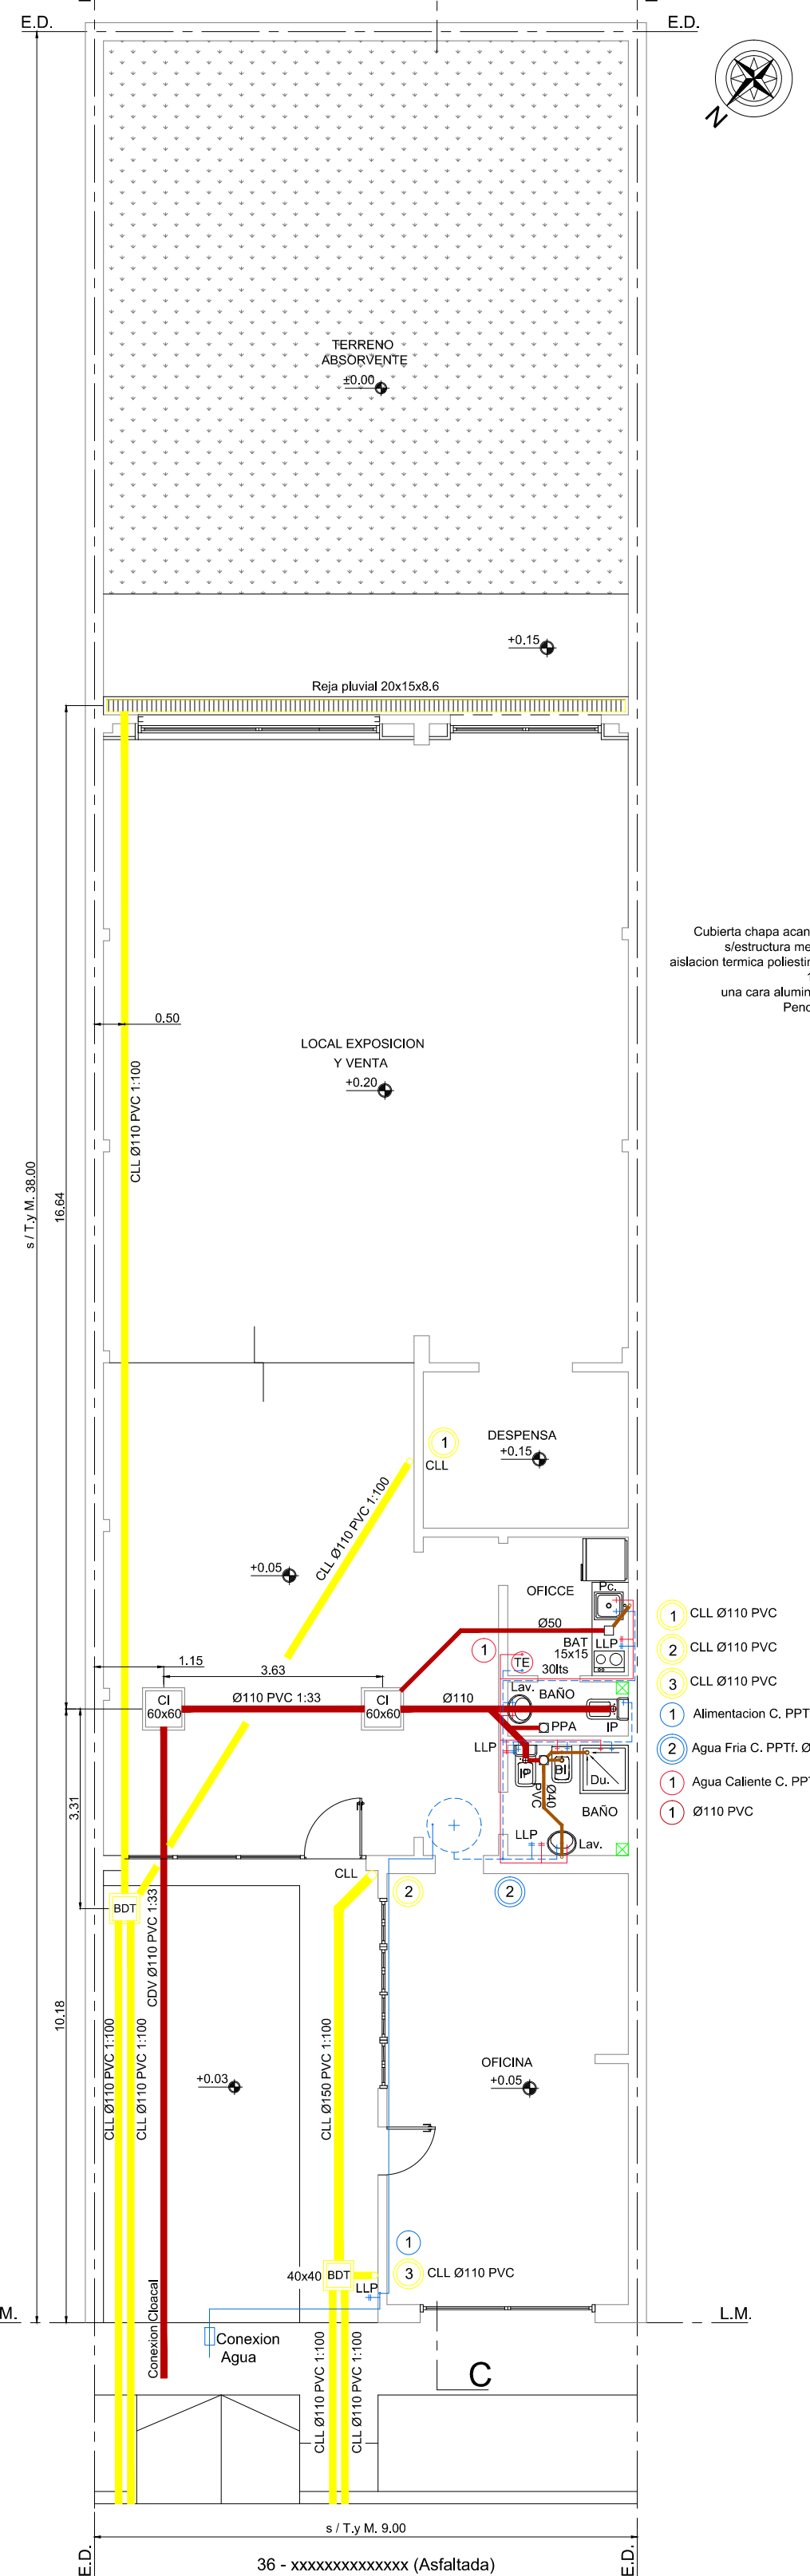 E.D.
E.D.
N
TERRENO
ABSORVENTE
±0.00
+0.15
Reja pluvial 20x15x8.6
Cubierta chapa acan
s/estructura me
aislacion termica poliesti
una cara alumin
0.50
LOCAL EXPOSICION
Y VENTA
+0.20
CLL Ø110 PVC 1:100
s / T.y M. 38.00
16.64
DESPENSA
+0.15
1
CLL
CLL Ø110 PVC 1:100
+0.05
OFICCE
Pc.
Ø50
BAT
15x15
LLP
1
TE
30lts
1 CLL Ø110 PVC
2 CLL Ø110 PVC
3 CLL Ø110 PVC
1 Alimentacion C. PPT
2 Agua Fria C. PPTf. Ø
1 Agua Caliente C. PPT
1 Ø110 PVC
1.15
3.63
CI
60x60
Ø110 PVC 1:33
CI
60x60
Ø110
Lav.
BAÑO
PPA
IP
LLP
IP
BI
Du.
Ø40
PVC
BAÑO
LLP
Lav.
3.31
CLL
2
2
BDT
CDV Ø110 PVC 1:33
10.18
CLL Ø110 PVC 1:100
CLL Ø110 PVC 1:100
+0.03
CLL Ø150 PVC 1:100
OFICINA
+0.05
1
40x40
BDT
3 CLL Ø110 PVC
LLP
M.
L.M.
Conexion Cloacal
Conexion
Agua
C
CLL Ø110 PVC 1:100
CLL Ø110 PVC 1:100
s / T.y M. 9.00
E.D.
E.D.
36 - xxxxxxxxxxxxxx (Asfaltada)